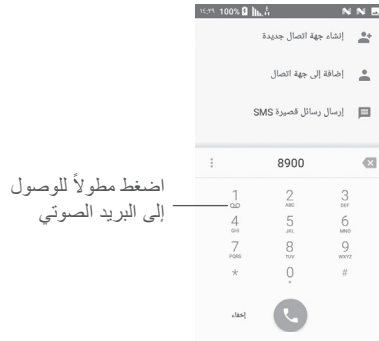 ١٤:٢٩ 100%
إنشاء جهة اتصال جديدة
إضافة إلى جهة اتصال
إرسال رسائل قصيرة SMS
8900
اضغط مطولاً للوصول
إلى البريد الصوتي
1 2 ABC 3 DEF
4 GHI 5 JKL 6 MNO
7 PQRS 8 TUV 9 WXYZ
* 0 #
إخفاء